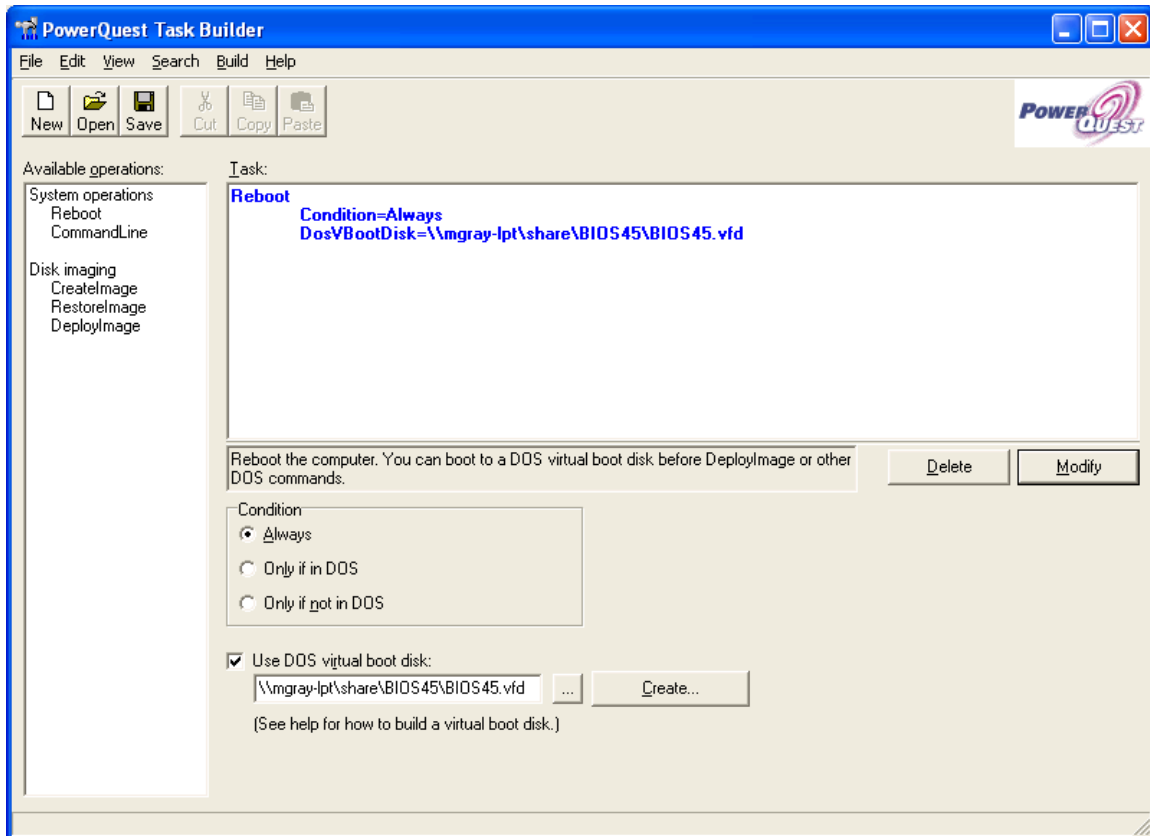 PowerQuest Task Builder
File Edit View Search Build Help
New Open Save Cut Copy Paste
POWER
QUEST
Available operations:
System operations
Reboot
CommandLine
Disk imaging
CreateImage
RestoreImage
DeployImage
Task:
Reboot
Condition=Always
DosVBootDisk=\\mgray-lpt\share\BIOS45\BIOS45.vfd
Reboot the computer. You can boot to a DOS virtual boot disk before DeployImage or other
DOS commands.
Delete
Modify
Condition
Always
Only if in DOS
Only if not in DOS
Use DOS virtual boot disk:
\\mgray-lpt\share\BIOS45\BIOS45.vfd
...
Create...
(See help for how to build a virtual boot disk.)